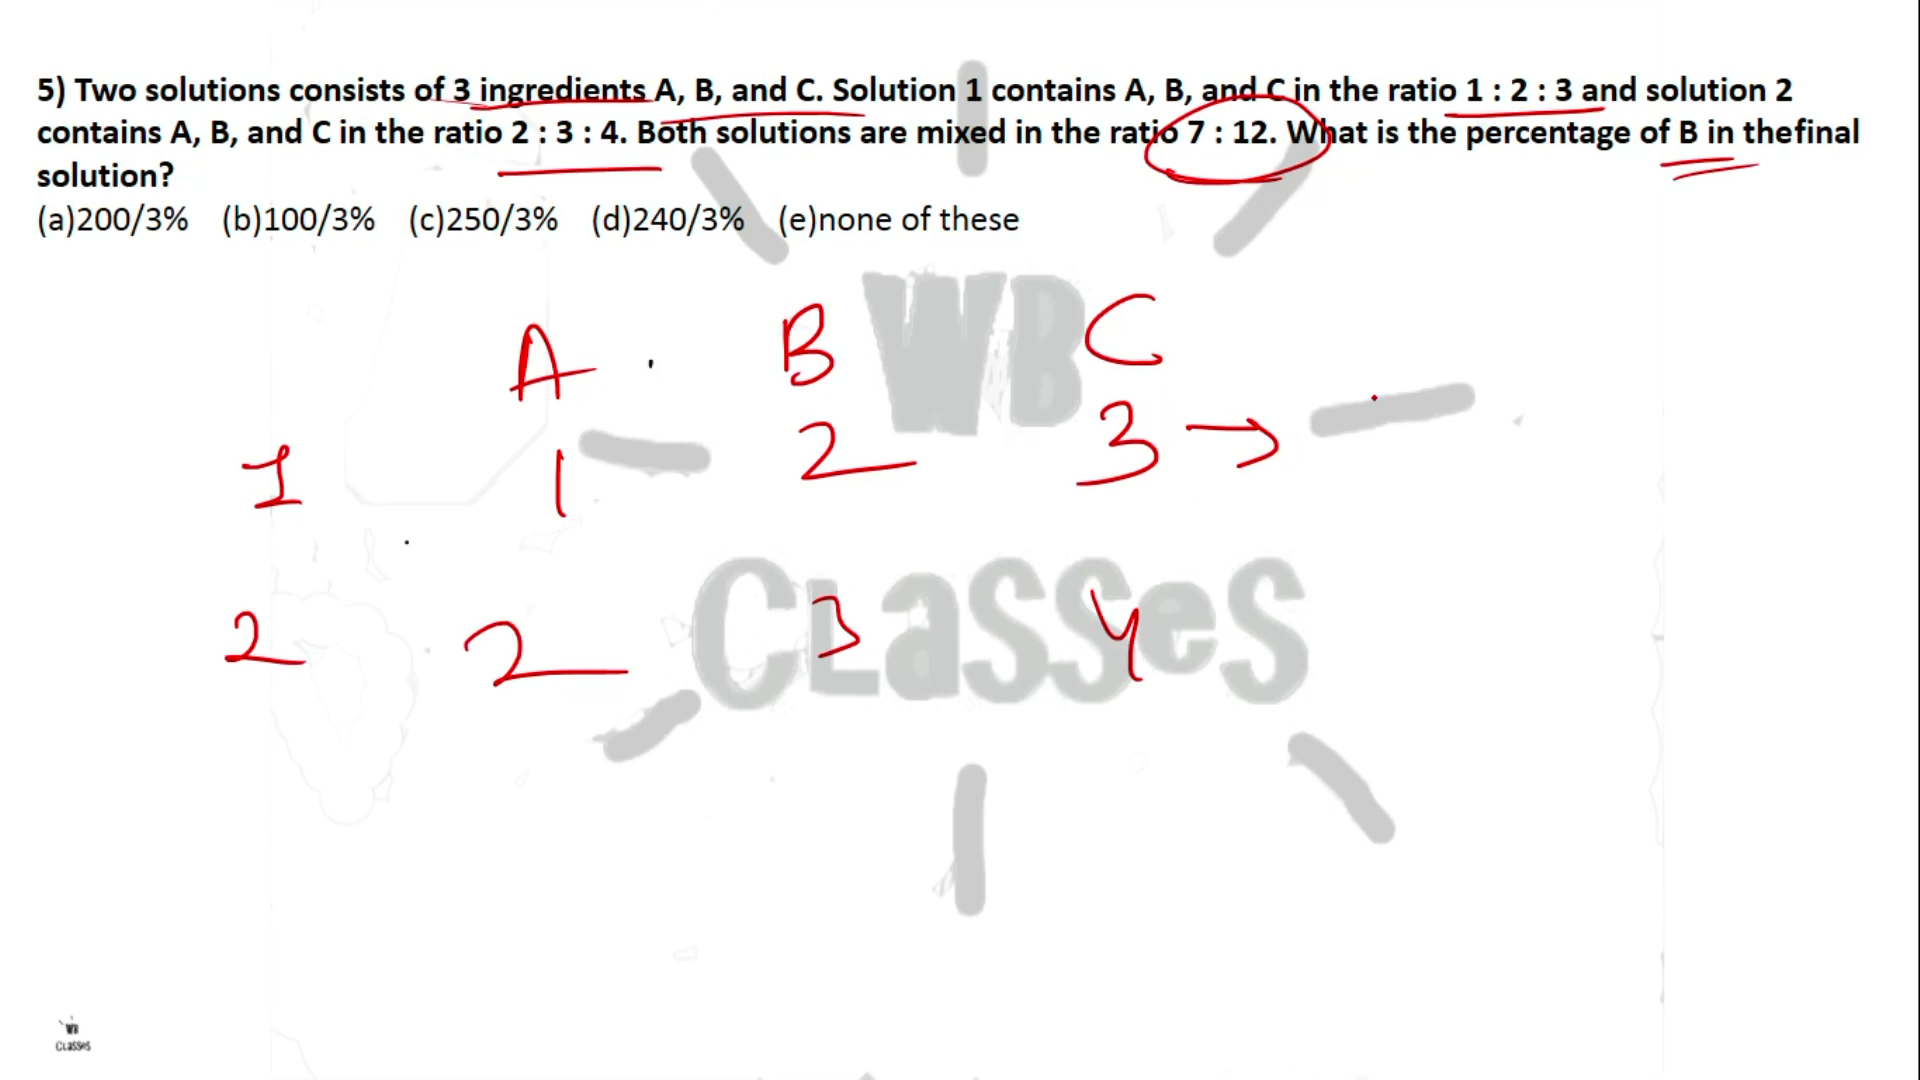 5) Two solutions consists of 3 ingredients A, B, and C. Solution 1 contains A, B, and C in the ratio 1 : 2 : 3 and solution 2
contains A, B, and C in the ratio 2 : 3 : 4. Both solutions are mixed in the ratio 7 : 12. What is the percentage of B in thefinal
solution?
(a)200/3% (b)100/3% (c)250/3% (d)240/3% (e)none of these
A B C
1 1 2 3 →
2 2 3 4
WB
CLasseS
WB
CLasses